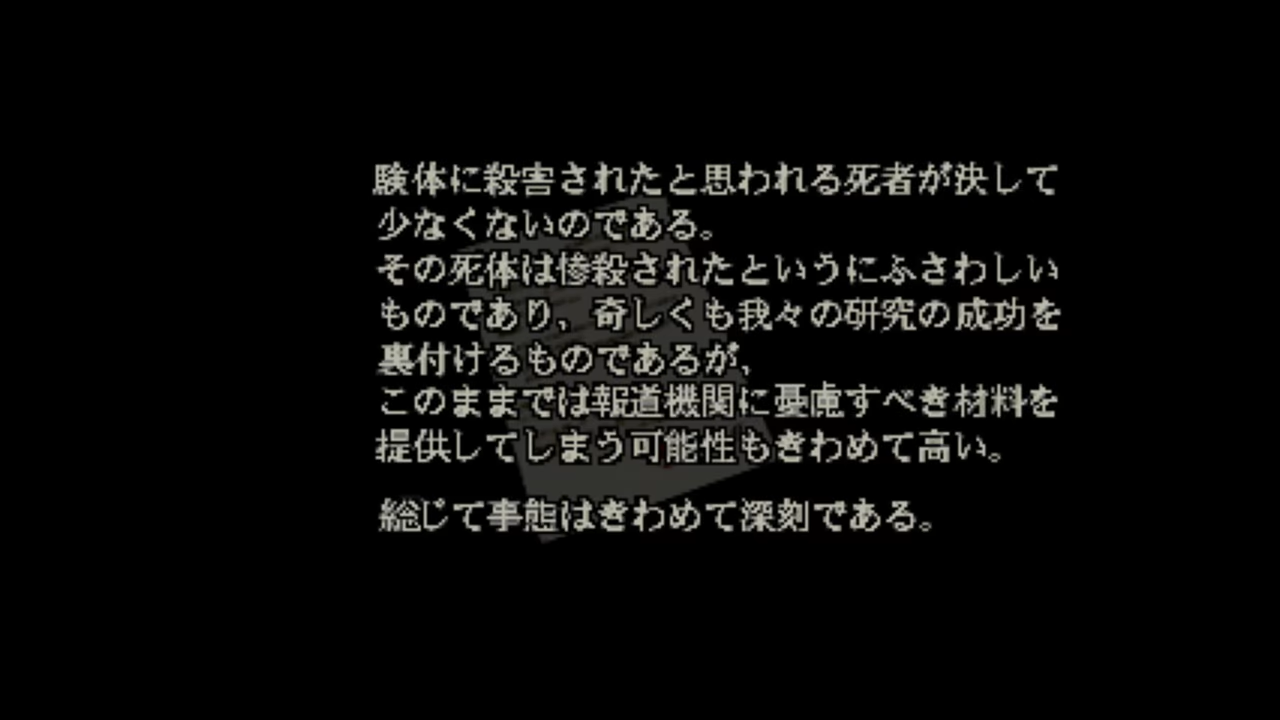 験体に殺害されたと思われる死者が決して
少なくないのである。
その死体は惨殺されたというにふさわしい
ものであり、奇しくも我々の研究の成功を
裏付けるものであるが、
このままでは報道機関に憂慮すべき材料を
提供してしまう可能性もきわめて高い。
総じて事態はきわめて深刻である。